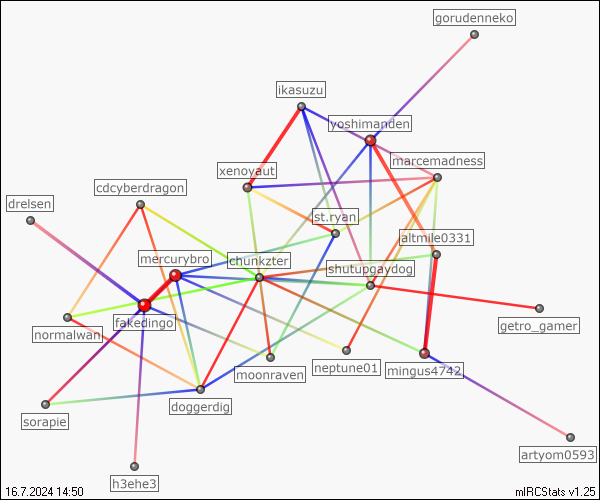 gorudenneko
ikasuzu
yoshimanden
marcemadness
xenoyaut
cdcyberdragon
drelsen
st.ryan
altmile0331
mercurybro
chunkzter
shutupgaydog
fakedingo
normalwan
getro_gamer
neptune01
mingus4742
moonraven
doggerdig
sorapie
artyom0593
h3ehe3
16.7.2024 14:50
mIRCStats v1.25